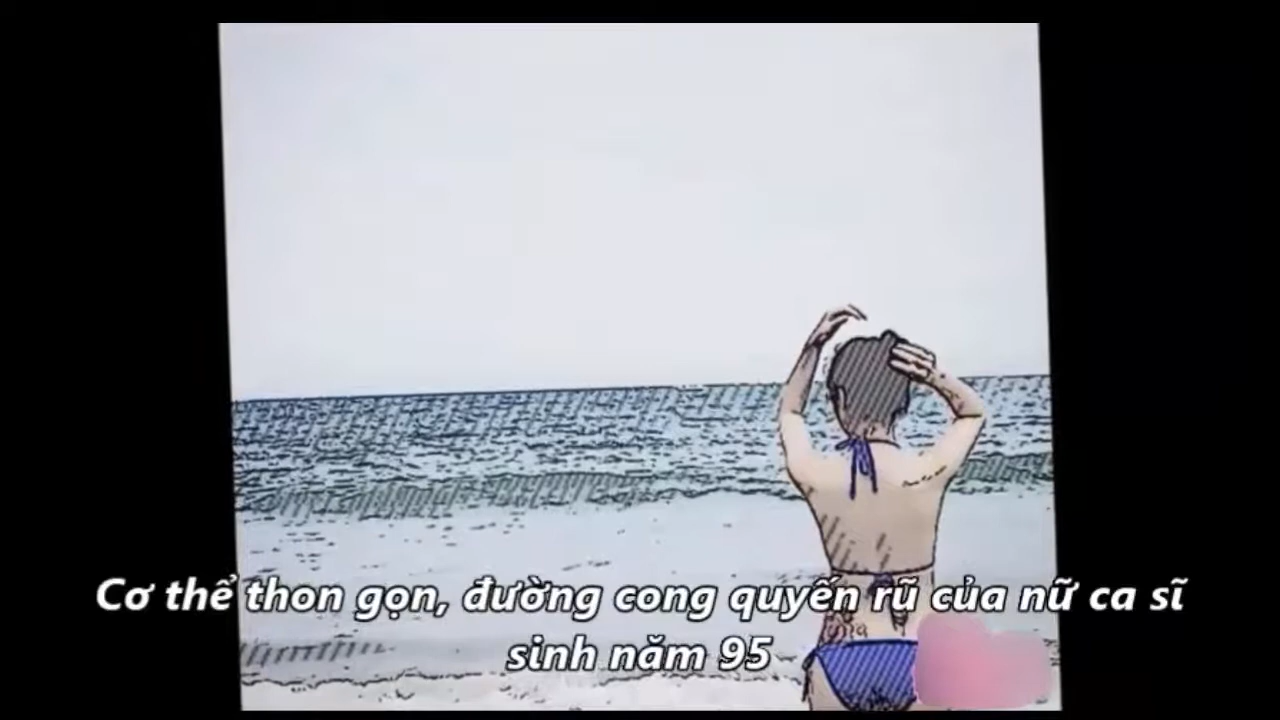 Cơ thể thon gọn, đường cong quyến rũ của nữ ca sĩ
sinh năm 95